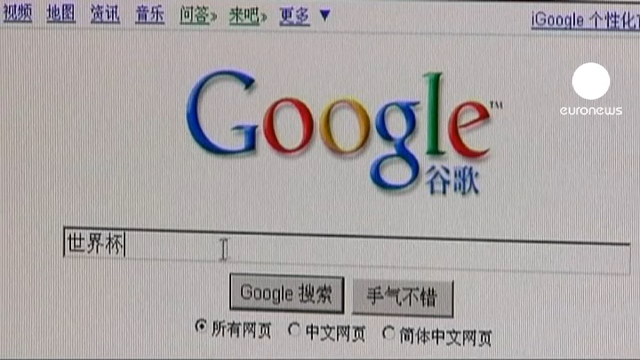 视频 地图 资讯 音乐 问答» 来吧» 更多 ▼ iGoogle 个性化
euronews
Google™
谷歌
世界杯
Google 搜索 手气不错
所有网页 中文网页 简体中文网页